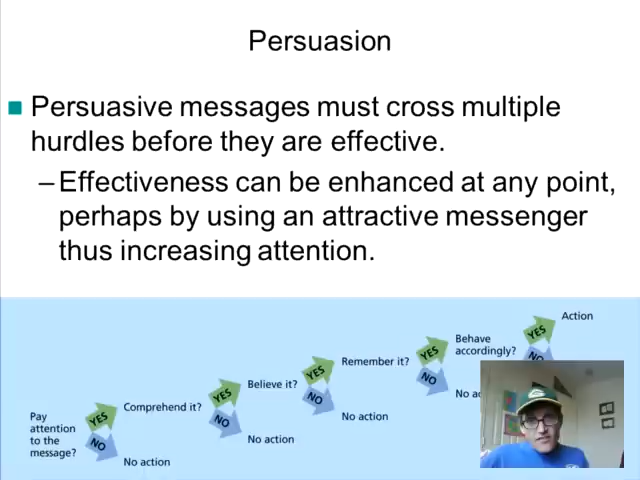 Persuasion
Persuasive messages must cross multiple
hurdles before they are effective.
–Effectiveness can be enhanced at any point,
perhaps by using an attractive messenger
thus increasing attention.
Pay
attention
to the
message?
YES
NO
No action
Comprehend it?
YES
NO
No action
Believe it?
YES
NO
No action
Remember it?
YES
NO
Behave
accordingly?
YES
NO
Action